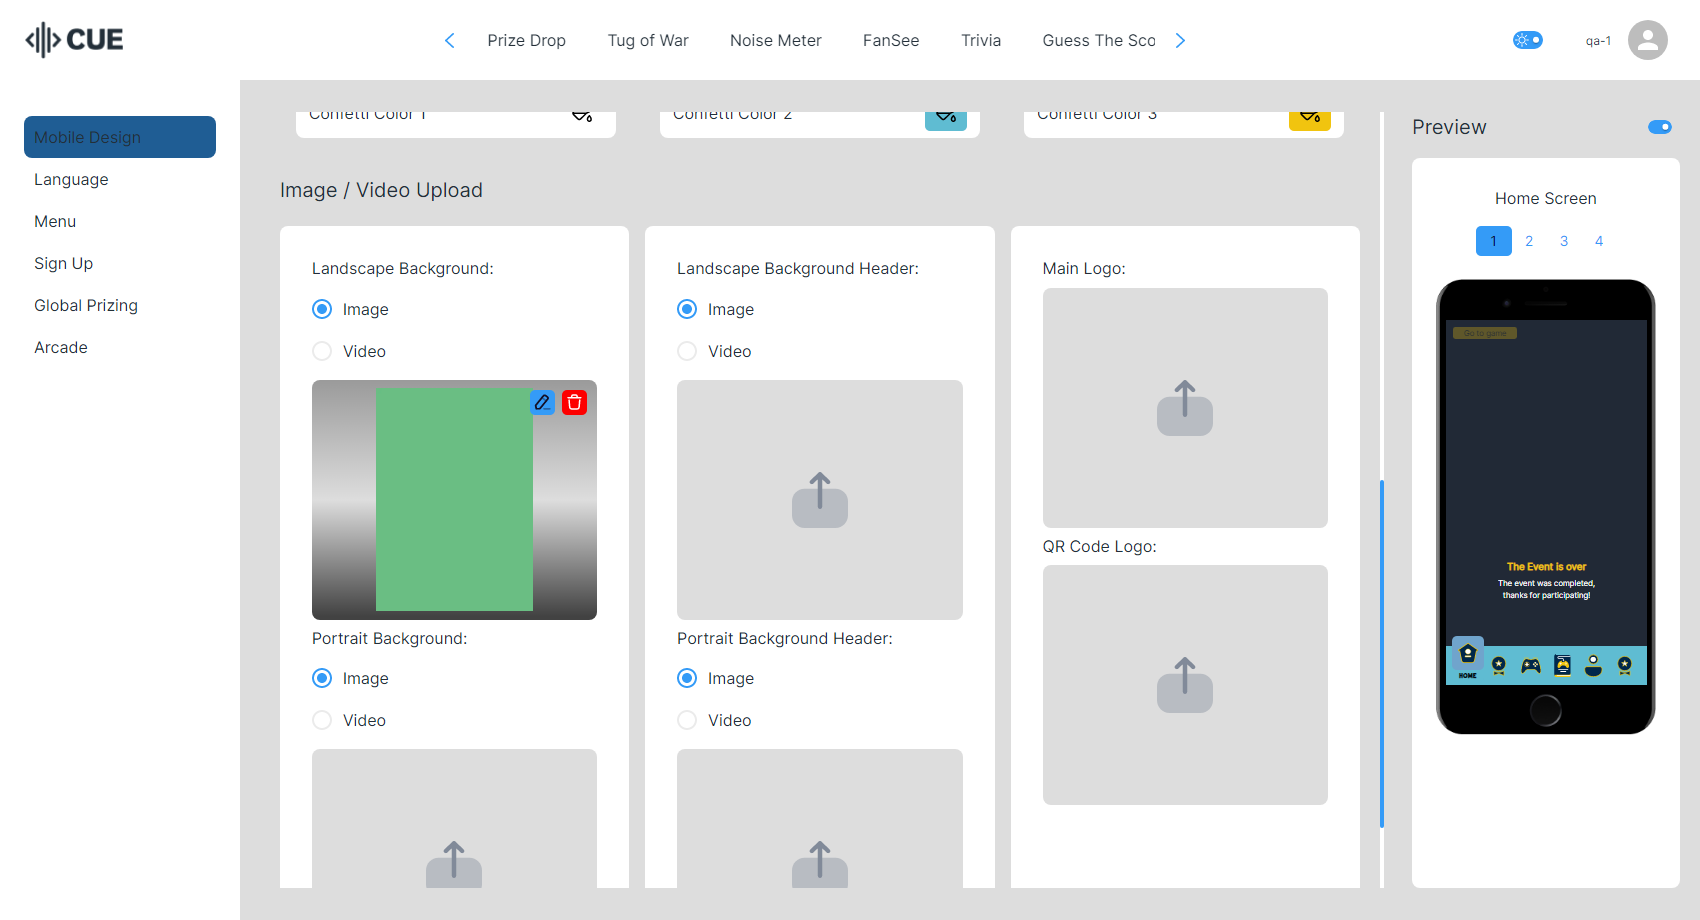 CUE
Prize Drop
Tug of War
Noise Meter
FanSee
Trivia
Guess The Sco
qa-1
Mobile Design
Language
Menu
Sign Up
Global Prizing
Arcade
Confetti Color 1
Confetti Color 2
Confetti Color 3
Image / Video Upload
Landscape Background:
Image
Video
Portrait Background:
Image
Video
Landscape Background Header:
Image
Video
Portrait Background Header:
Image
Video
Main Logo:
QR Code Logo:
Preview
Home Screen
1 2 3 4
Go to game
The Event is over
The event was completed,
thanks for participating!
HOME